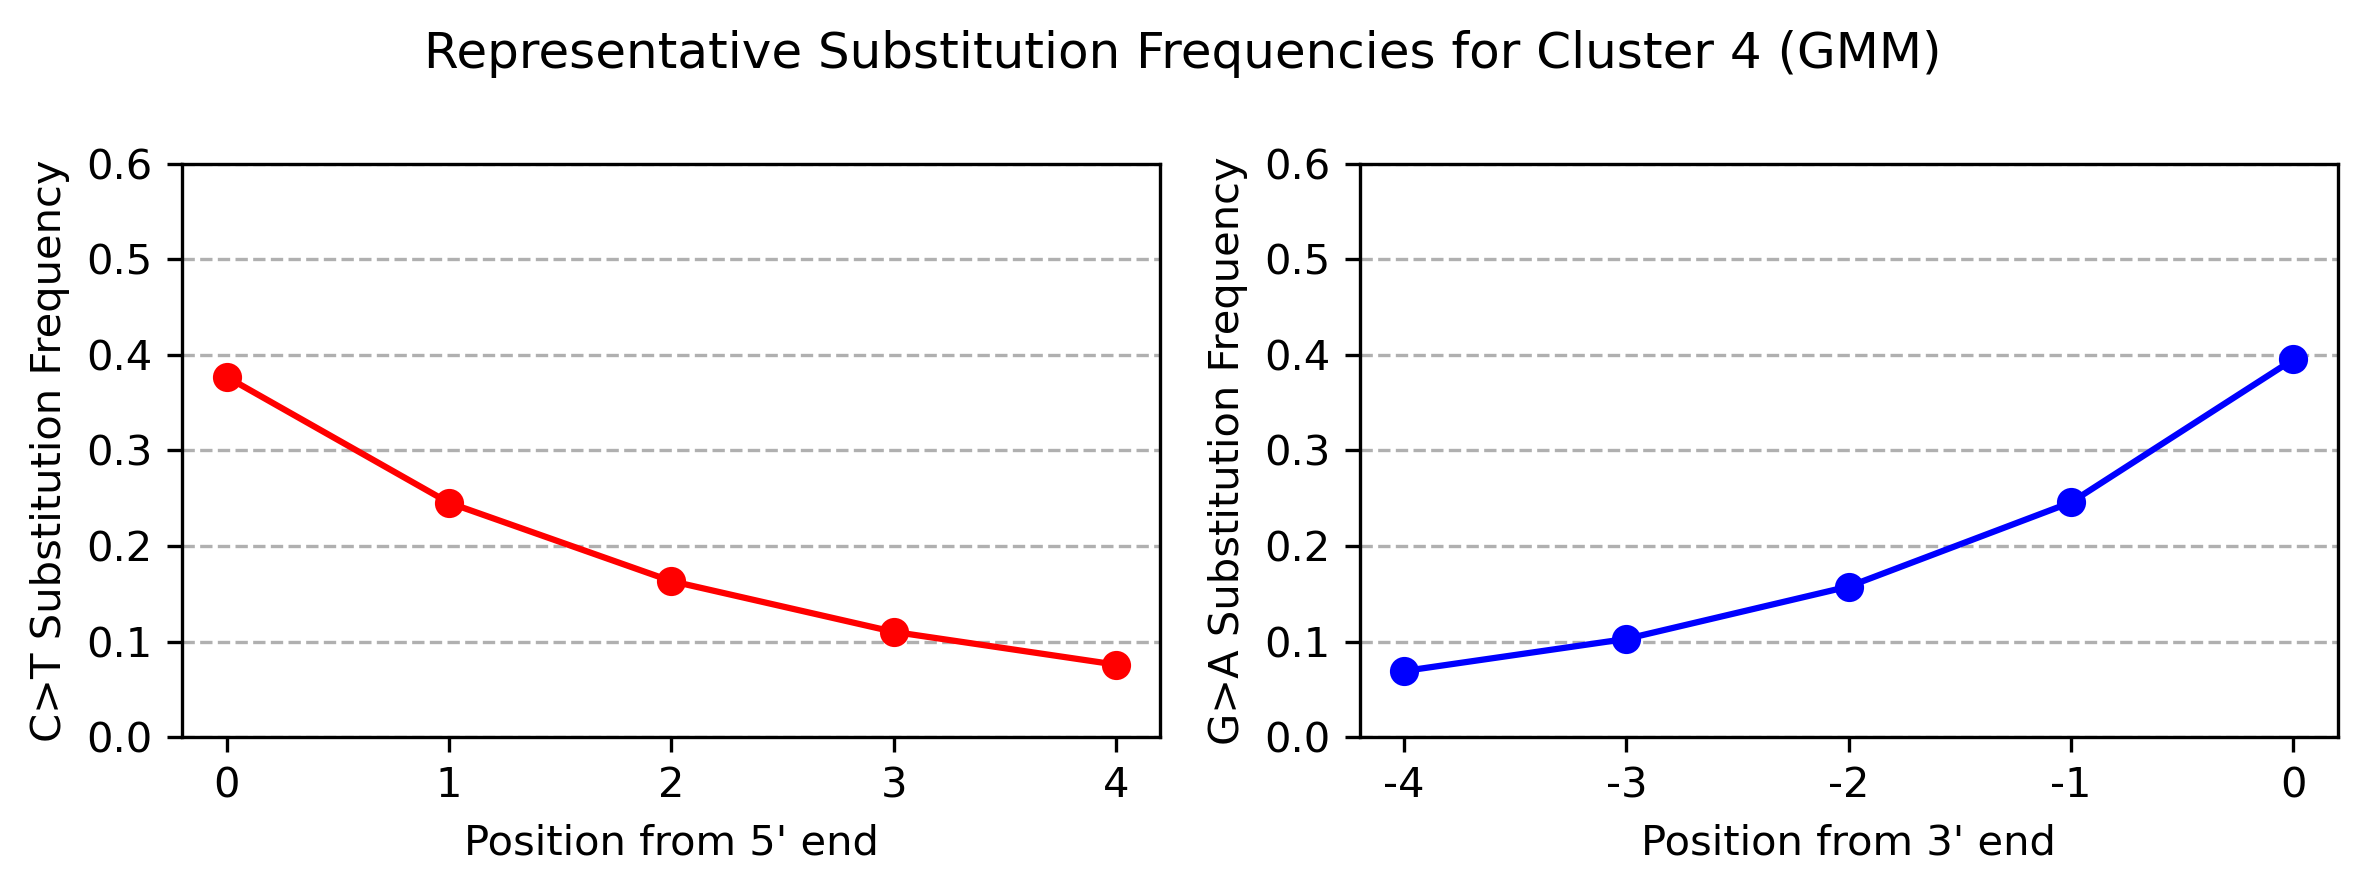 Representative Substitution Frequencies for Cluster 4 (GMM)
C>T Substitution Frequency
0.6
0.5
0.4
0.3
0.2
0.1
0.0
0 1 2 3 4
Position from 5' end
G>A Substitution Frequency
0.6
0.5
0.4
0.3
0.2
0.1
0.0
-4 -3 -2 -1 0
Position from 3' end